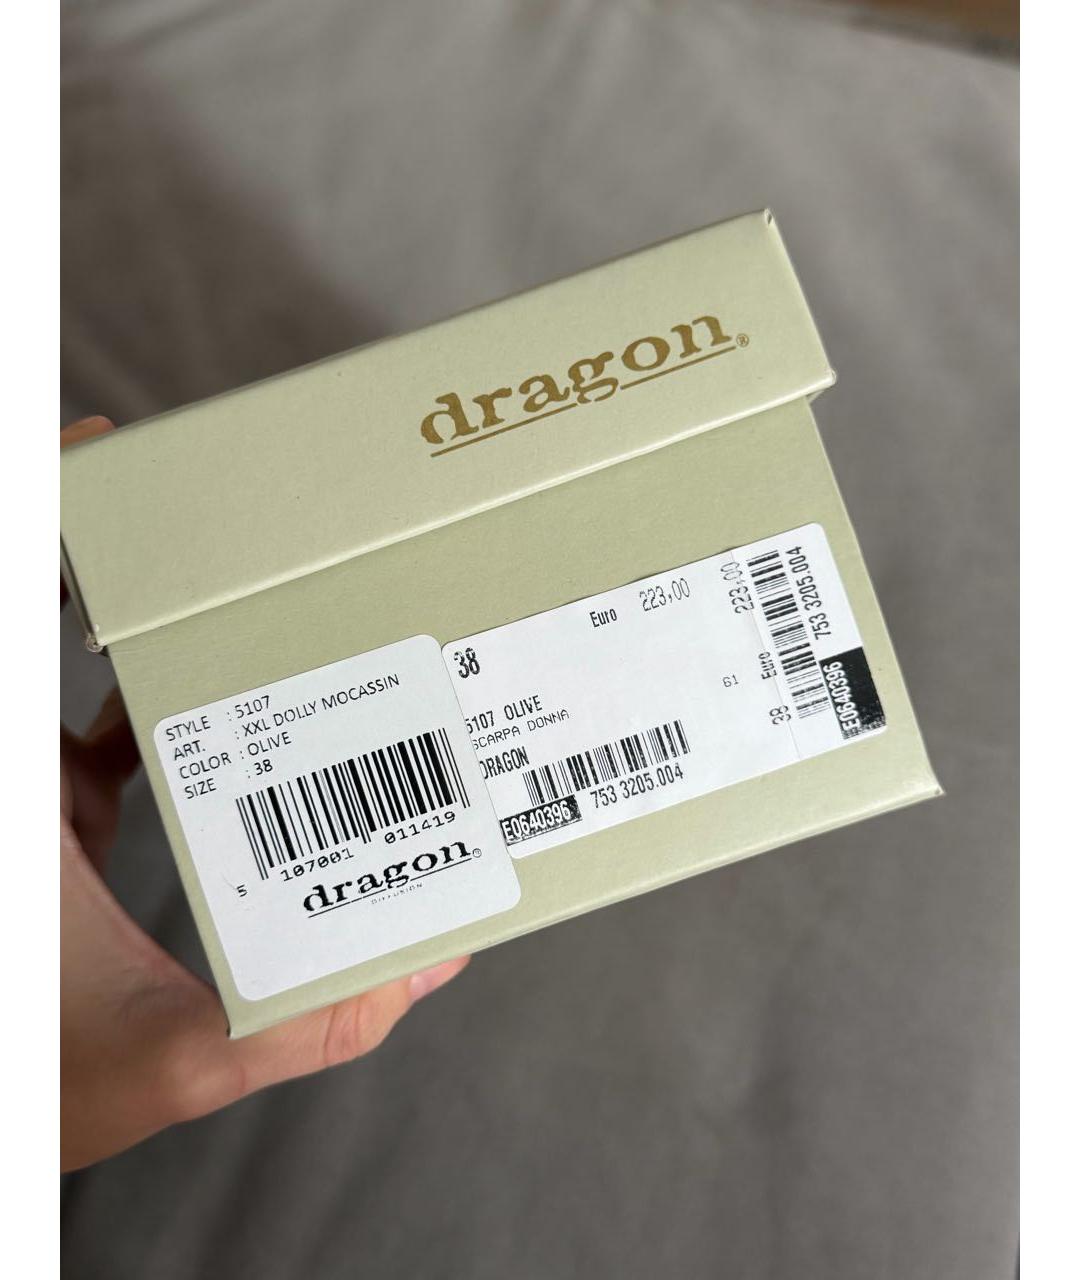 dragon®
STYLE : 5107
ART. : XXL DOLLY MOCASSIN
COLOR : OLIVE
SIZE : 38
5 107001 011419
dragon®
DIFFUSION
Euro 223,00
38
61
5107 OLIVE
SCARPA DONNA
DRAGON
E0640396 753 3205.004
38 Euro 223,00
E0640396 753 3205.004